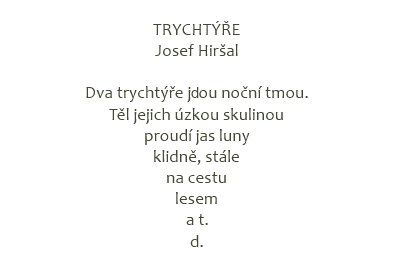 TRYCHTÝŘE
Josef Hiršal
Dva trychtýře jdou noční tmou.
Těl jejich úzkou skulinou
proudí jas luny
klidně, stále
na cestu
lesem
a t.
d.